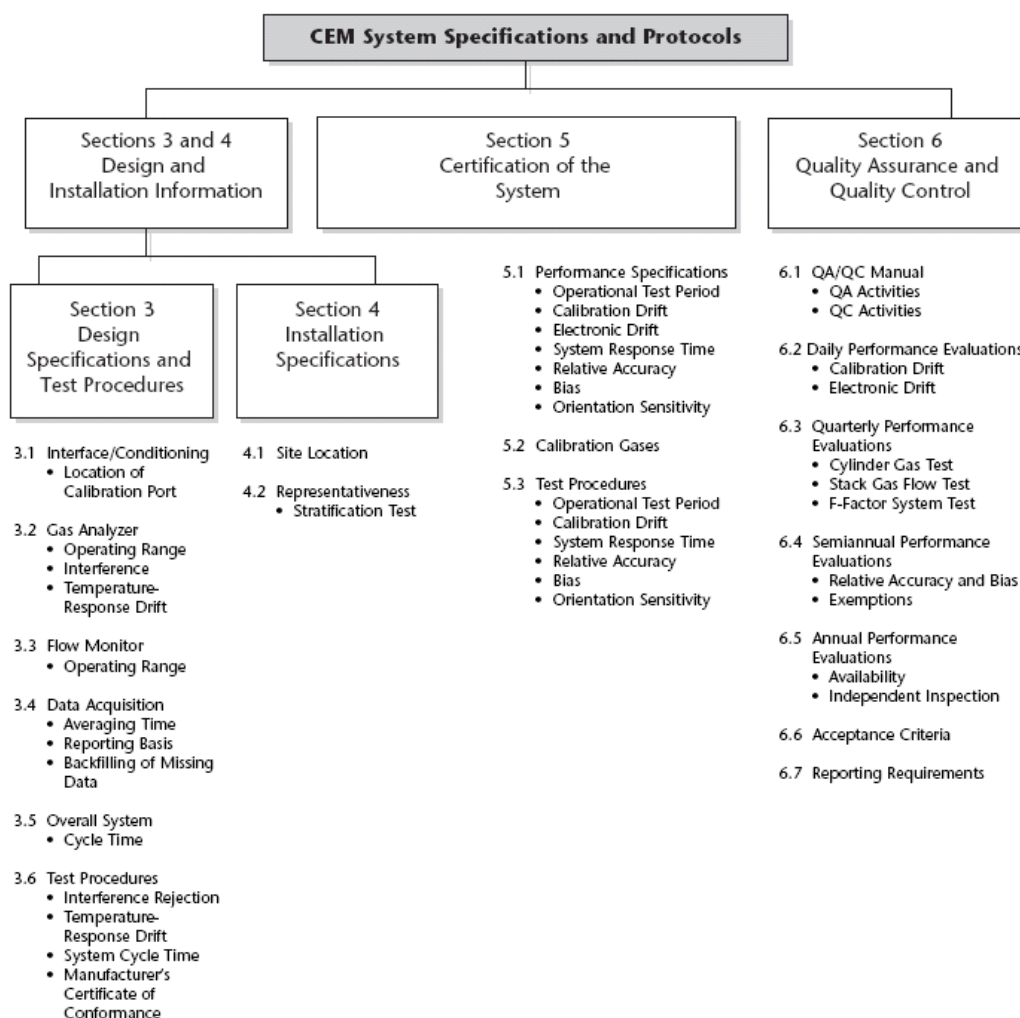 CEM System Specifications and Protocols
Sections 3 and 4
Design and
Installation Information
Section 5
Certification of the
System
Section 6
Quality Assurance and
Quality Control
Section 3
Design
Specifications and
Test Procedures
Section 4
Installation
Specifications
3.1 Interface/Conditioning
• Location of
Calibration Port
3.2 Gas Analyzer
• Operating Range
• Interference
• Temperature-
Response Drift
3.3 Flow Monitor
• Operating Range
3.4 Data Acquisition
• Averaging Time
• Reporting Basis
• Backfilling of Missing
Data
3.5 Overall System
• Cycle Time
3.6 Test Procedures
• Interference Rejection
• Temperature-
Response Drift
• System Cycle Time
• Manufacturer's
Certificate of
Conformance
4.1 Site Location
4.2 Representativeness
• Stratification Test
5.1 Performance Specifications
• Operational Test Period
• Calibration Drift
• Electronic Drift
• System Response Time
• Relative Accuracy
• Bias
• Orientation Sensitivity
5.2 Calibration Gases
5.3 Test Procedures
• Operational Test Period
• Calibration Drift
• System Response Time
• Relative Accuracy
• Bias
• Orientation Sensitivity
6.1 QA/QC Manual
• QA Activities
• QC Activities
6.2 Daily Performance Evaluations
• Calibration Drift
• Electronic Drift
6.3 Quarterly Performance
Evaluations
• Cylinder Gas Test
• Stack Gas Flow Test
• F-Factor System Test
6.4 Semiannual Performance
Evaluations
• Relative Accuracy and Bias
• Exemptions
6.5 Annual Performance
Evaluations
• Availability
• Independent Inspection
6.6 Acceptance Criteria
6.7 Reporting Requirements